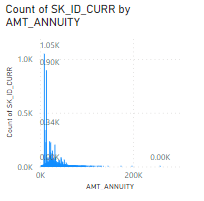 Count of SK_ID_CURR by
AMT_ANNUITY
1.05K
1.0K
0.90K
Count of SK_ID_CURR
0.5K
0.34K
0.00K
0.0K
0K
200K
AMT_ANNUITY